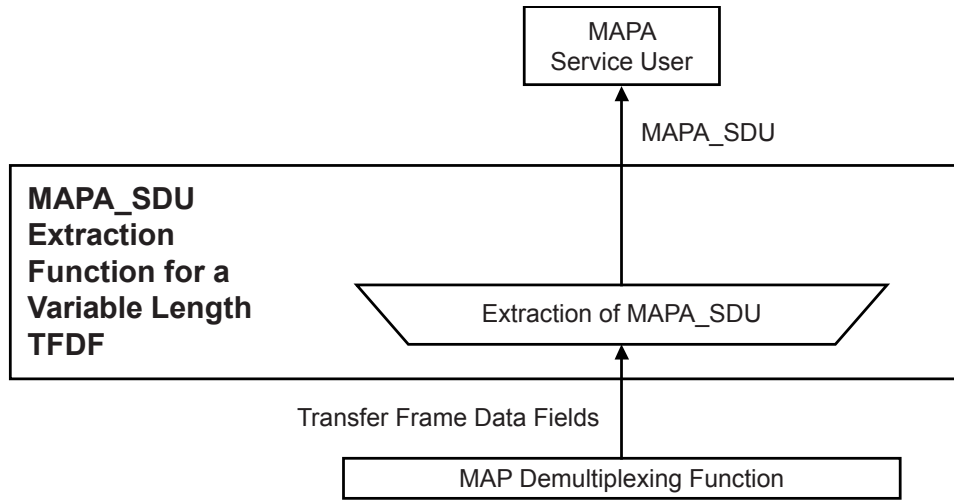 MAPA
Service User
MAPA_SDU
MAPA_SDU
Extraction
Function for a
Variable Length
TFDF
Extraction of MAPA_SDU
Transfer Frame Data Fields
MAP Demultiplexing Function